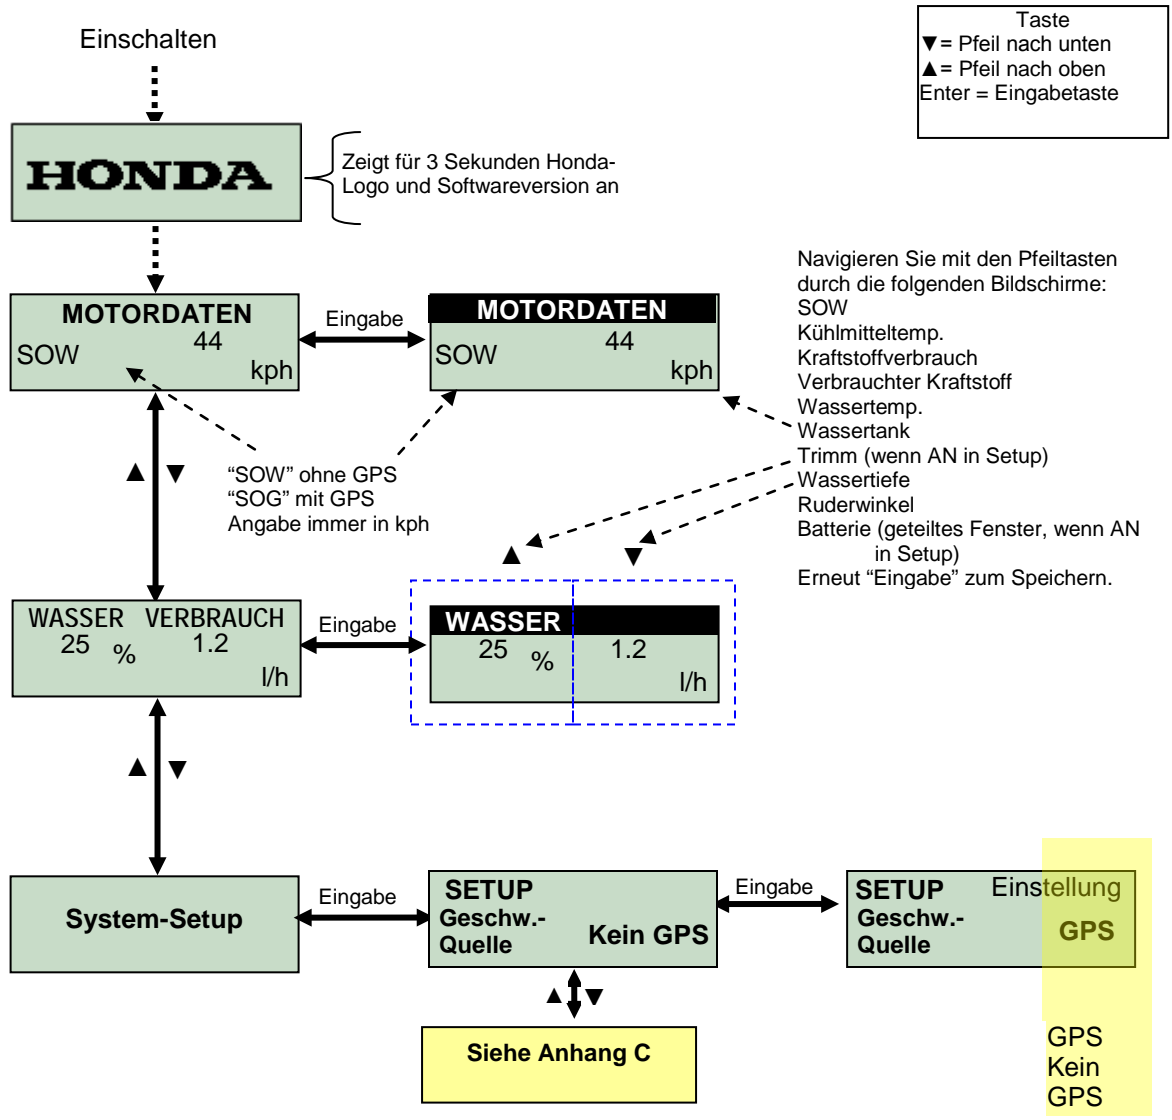 Einschalten
Taste
▼= Pfeil nach unten
▲= Pfeil nach oben
Enter = Eingabetaste
HONDA
Zeigt für 3 Sekunden Honda-
Logo und Softwareversion an
Navigieren Sie mit den Pfeiltasten
durch die folgenden Bildschirme:
SOW
Kühlmitteltemp.
Kraftstoffverbrauch
Verbrauchter Kraftstoff
Wassertemp.
Wassertank
Trimm (wenn AN in Setup)
Wassertiefe
Ruderwinkel
Batterie (geteiltes Fenster, wenn AN
in Setup)
Erneut “Eingabe” zum Speichern.
MOTORDATEN
44
SOW
kph
Eingabe
MOTORDATEN
44
SOW
kph
▲ ▼
“SOW” ohne GPS
“SOG” mit GPS
Angabe immer in kph
▲ ▼
WASSER VERBRAUCH
25 % 1.2
l/h
Eingabe
WASSER
25 % 1.2
l/h
▲ ▼
System-Setup
Eingabe
SETUP
Geschw.-
Quelle Kein GPS
Eingabe
SETUP Einstellung
Geschw.-
Quelle GPS
▲ ▼
Siehe Anhang C
GPS
Kein
GPS